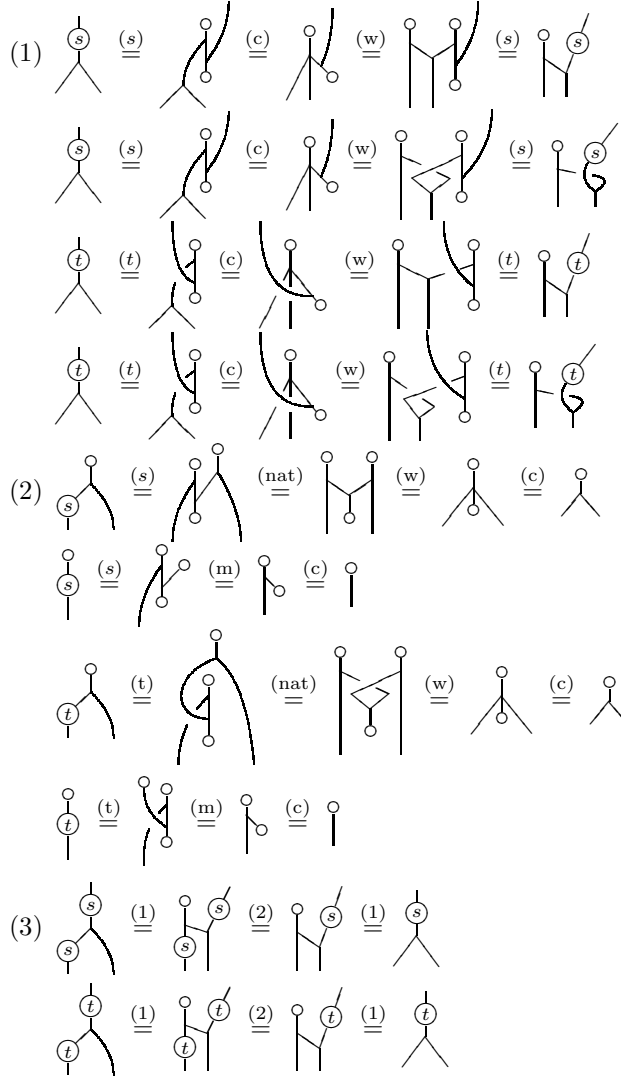 (1) s (s) = (c) = (w) = (s) = s
s (s) = (c) = (w) = (s) = s
t (t) = (c) = (w) = (t) = t
t (t) = (c) = (w) = (t) = t
(2) s (s) = (nat) = (w) = (c) =
s (s) = (m) = (c) =
t (t) = (nat) = (w) = (c) =
t (t) = (m) = (c) =
(3) s s (1) = s s (2) = s (1) = s
t t (1) = t t (2) = t (1) = t